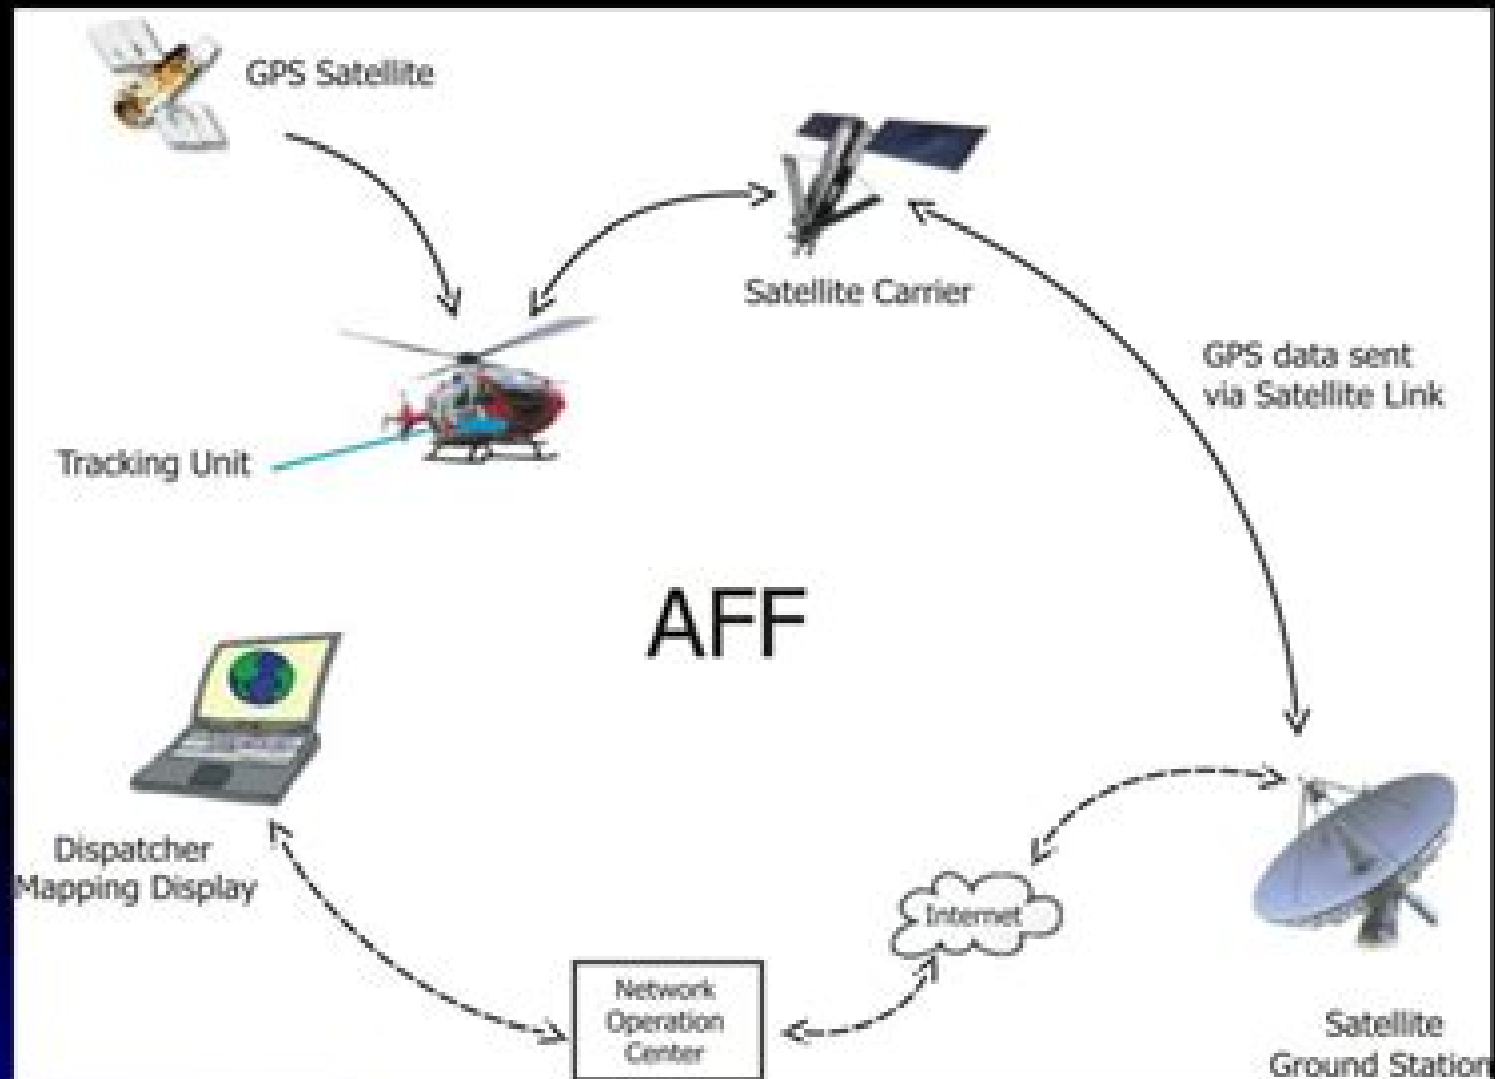 GPS Satellite
Satellite Carrier
GPS data sent
via Satellite Link
Tracking Unit
AFF
Dispatcher
Mapping Display
Internet
Network
Operation
Center
Satellite
Ground Station